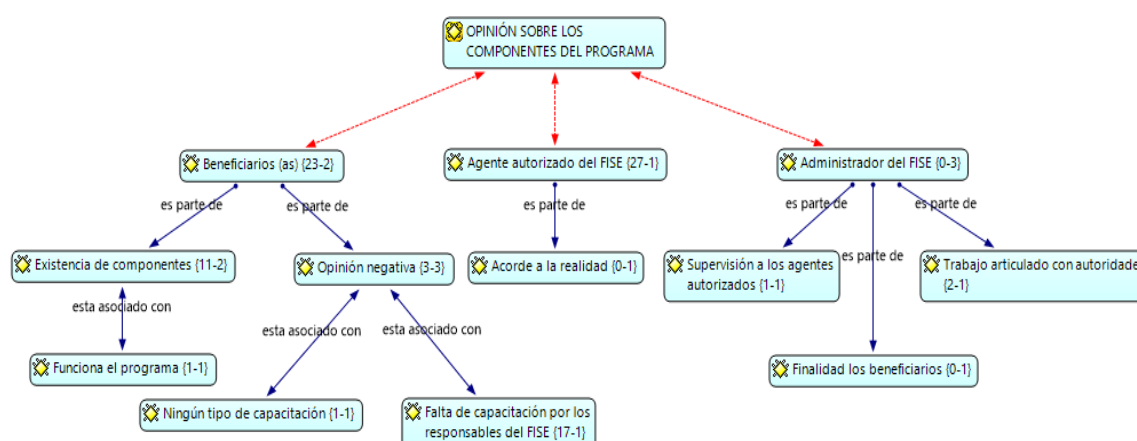 OPINIÓN SOBRE LOS
COMPONENTES DEL PROGRAMA
Beneficiarios (as) {23-2}
Agente autorizado del FISE {27-1}
Administrador del FISE {0-3}
es parte de
es parte de
es parte de
es parte de
es parte de
es parte de
Existencia de componentes {11-2}
Opinión negativa {3-3}
Acorde a la realidad {0-1}
Supervisión a los agentes
autorizados {1-1}
Trabajo articulado con autoridade
{2-1}
esta asociado con
esta asociado con
esta asociado con
Funciona el programa {1-1}
Finalidad los beneficiarios {0-1}
Ningún tipo de capacitación {1-1}
Falta de capacitación por los
responsables del FISE {17-1}